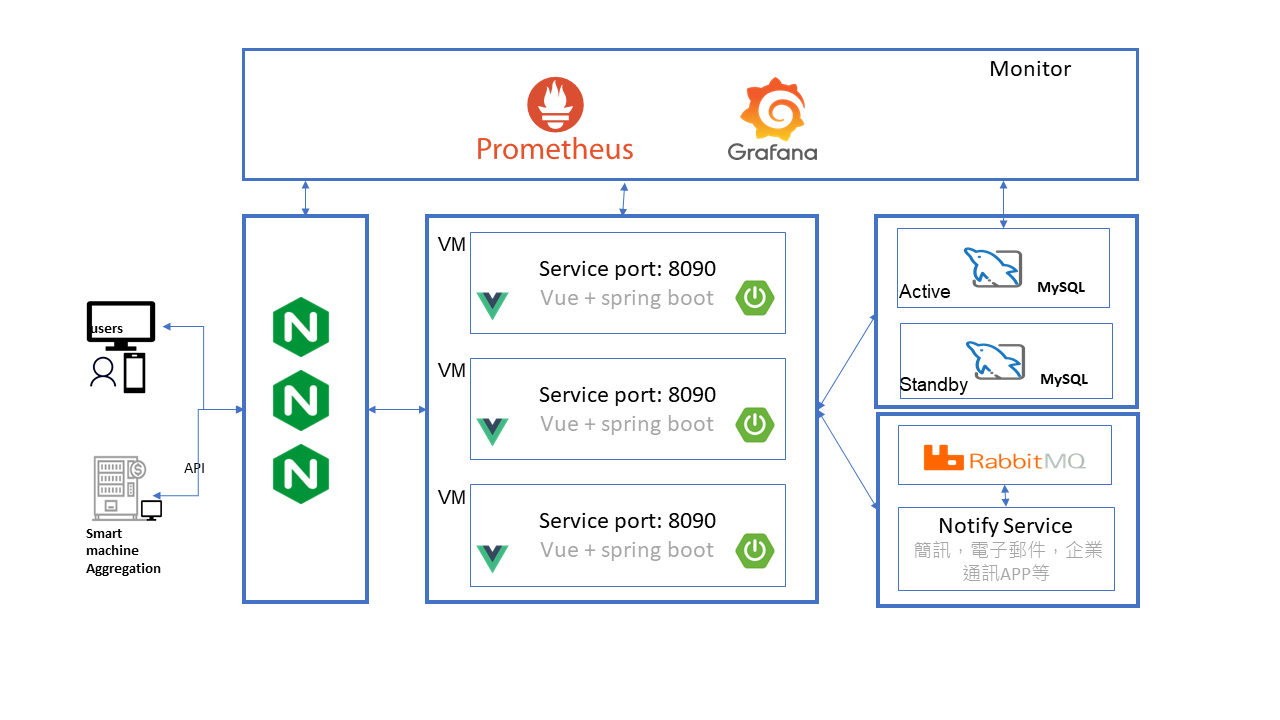 Monitor
Prometheus
Grafana
VM
Service port: 8090
Vue + spring boot
VM
Service port: 8090
Vue + spring boot
VM
Service port: 8090
Vue + spring boot
users
API
Smart
machine
Aggregation
N
N
N
Active
MySQL
Standby
MySQL
RabbitMQ
Notify Service
簡訊，電子郵件，企業
通訊APP等